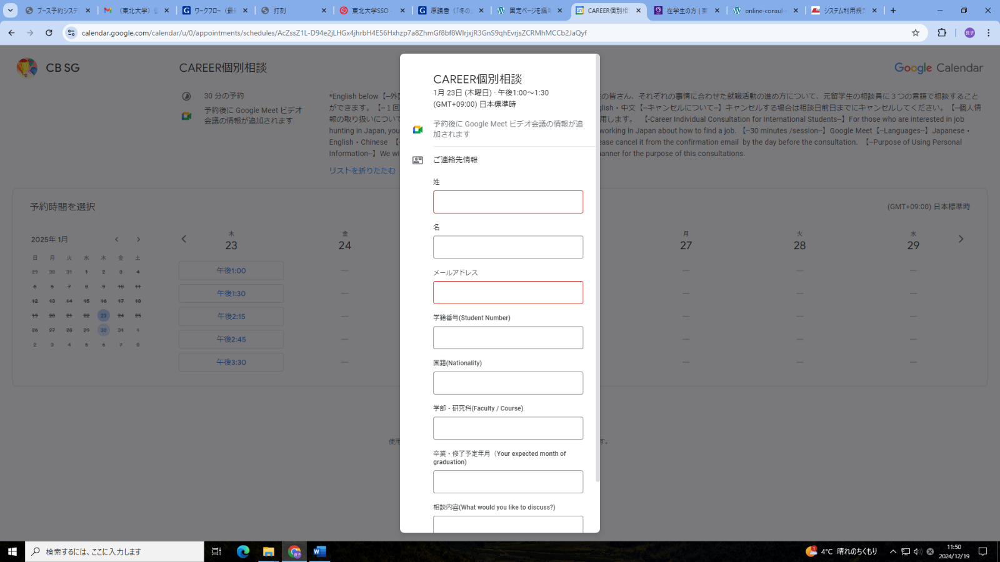 ブース予約システ
（東北大学）
ワークフロー（最
打刻
東北大学SSO
原議書（「冬の
固定ページを編
CAREER個別相
在学生の方 | 東
online-consul
システム利用規
calendar.google.com/calendar/u/0/appointments/schedules/AcZssZ1L-D94e2jLHGx4jhrbH4E56Hxhzp7a8ZhmGf8bf8WIrjxjR3GnS9qhEvrjsZCRMhMCCb2JaQyf
良子
CB SG
CAREER個別相談
30 分の予約
予約後に Google Meet ビデオ
会議の情報が追加されます
*English below【--外国
ができます。【--１回
報の取り扱いについて
hunting in Japan, you
English・Chinese 【-
Information--】We wi
リストを折りたたむ
Google Calendar
の皆さん、それぞれの事情に合わせた就職活動の進め方について、元留学生の相談員に３つの言語で相談すること
glish・中文【--キャンセルについて--】キャンセルする場合は相談日前日までにキャンセルしてください。【--個人情
用します。 【-Career Individual Consultation for International Students--】For those who are interested in job
working in Japan about how to find a job. 【--30 minutes /session--】Google Meet【--Languages--】Japanese・
ease cancel it from the confirmation email by the day before the consultation. 【--Purpose of Using Personal
anner for the purpose of this consultations.
予約時間を選択
(GMT+09:00) 日本標準時
2025年 1月
日 月 火 水 木 金 土
29 30 31 1 2 3 4
5 6 7 8 9 10 11
12 13 14 15 16 17 18
19 20 21 22 23 24 25
26 27 28 29 30 31 1
2 3 4 5 6 7 8
木
23
金
24
月
27
火
28
水
29
午後1:00
— — — —
午後1:30
— — — —
午後2:15
— — — —
午後2:45
— — — —
午後3:30
— — — —
使用
す。
CAREER個別相談
1月 23日 (木曜日) · 午後1:00～1:30
(GMT+09:00) 日本標準時
予約後に Google Meet ビデオ会議の情報が追
加されます
ご連絡先情報
姓
名
メールアドレス
学籍番号(Student Number)
国籍(Nationality)
学部・研究科(Faculty / Course)
卒業・修了予定年月（Your expected month of
graduation)
相談内容(What would you like to discuss?)
検索するには、ここに入力します
良子
1
4°C 晴れのちくもり
11:50
2024/12/19